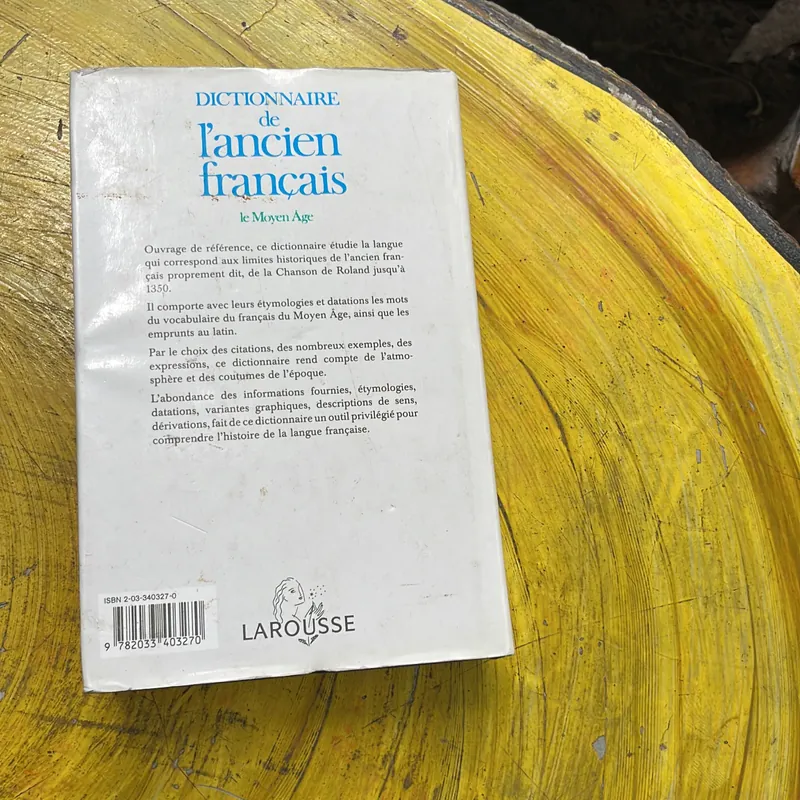 DICTIONNAIRE
de
l'ancien
français
le Moyen Âge
Ouvrage de référence, ce dictionnaire étudie la langue
qui correspond aux limites historiques de l'ancien fran-
çais proprement dit, de la Chanson de Roland jusqu'à
1350.
Il comporte avec leurs étymologies et datations les mots
du vocabulaire du français du Moyen Âge, ainsi que les
emprunts au latin.
Par le choix des citations, des nombreux exemples, des
expressions, ce dictionnaire rend compte de l'atmo-
sphère et des coutumes de l'époque.
L'abondance des informations fournies, étymologies,
datations, variantes graphiques, descriptions de sens,
dérivations, fait de ce dictionnaire un outil privilégié pour
comprendre l'histoire de la langue française.
ISBN 2-03-340327-0
9 782033 403270
LAROUSSE